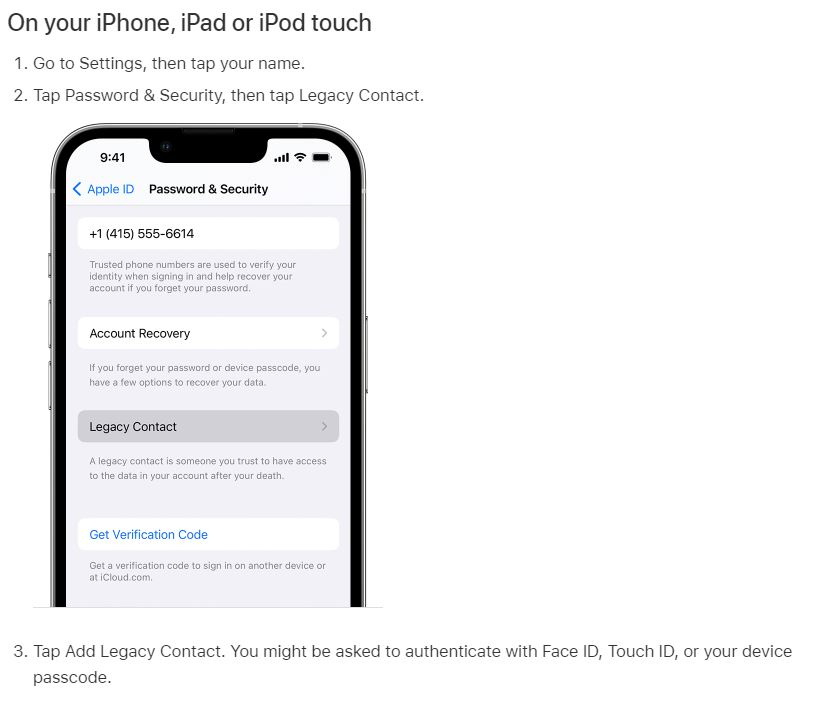 On your iPhone, iPad or iPod touch
1. Go to Settings, then tap your name.
2. Tap Password & Security, then tap Legacy Contact.
9:41
Apple ID Password & Security
+1 (415) 555-6614
Trusted phone numbers are used to verify your
identity when signing in and help recover your
account if you forget your password.
Account Recovery
If you forget your password or device passcode, you
have a few options to recover your data.
Legacy Contact
A legacy contact is someone you trust to have access
to the data in your account after your death.
Get Verification Code
Get a verification code to sign in on another device or
at iCloud.com.
3. Tap Add Legacy Contact. You might be asked to authenticate with Face ID, Touch ID, or your device
passcode.